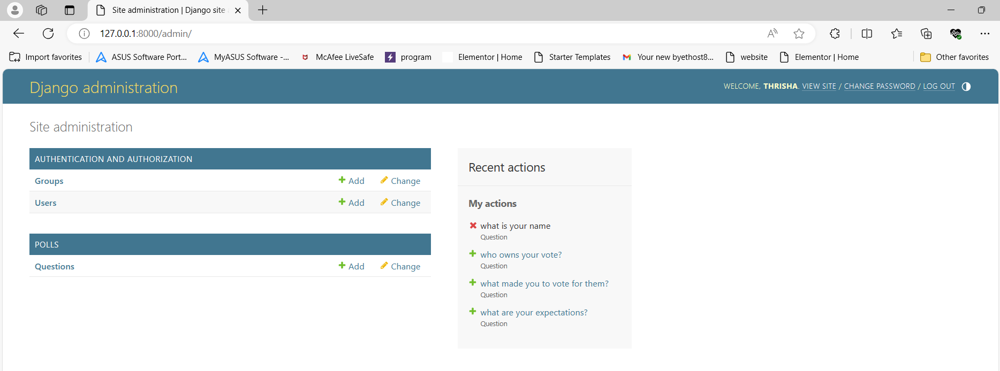 Site administration | Django site
127.0.0.1:8000/admin/
Import favorites ASUS Software Port... MyASUS Software -... McAfee LiveSafe program Elementor | Home Starter Templates Your new byethost8... website Elementor | Home Other favorites
Django administration
WELCOME, THRISHA. VIEW SITE / CHANGE PASSWORD / LOG OUT
Site administration
AUTHENTICATION AND AUTHORIZATION
Groups Add Change
Users Add Change
POLLS
Questions Add Change
Recent actions
My actions
what is your name
Question
who owns your vote?
Question
what made you to vote for them?
Question
what are your expectations?
Question